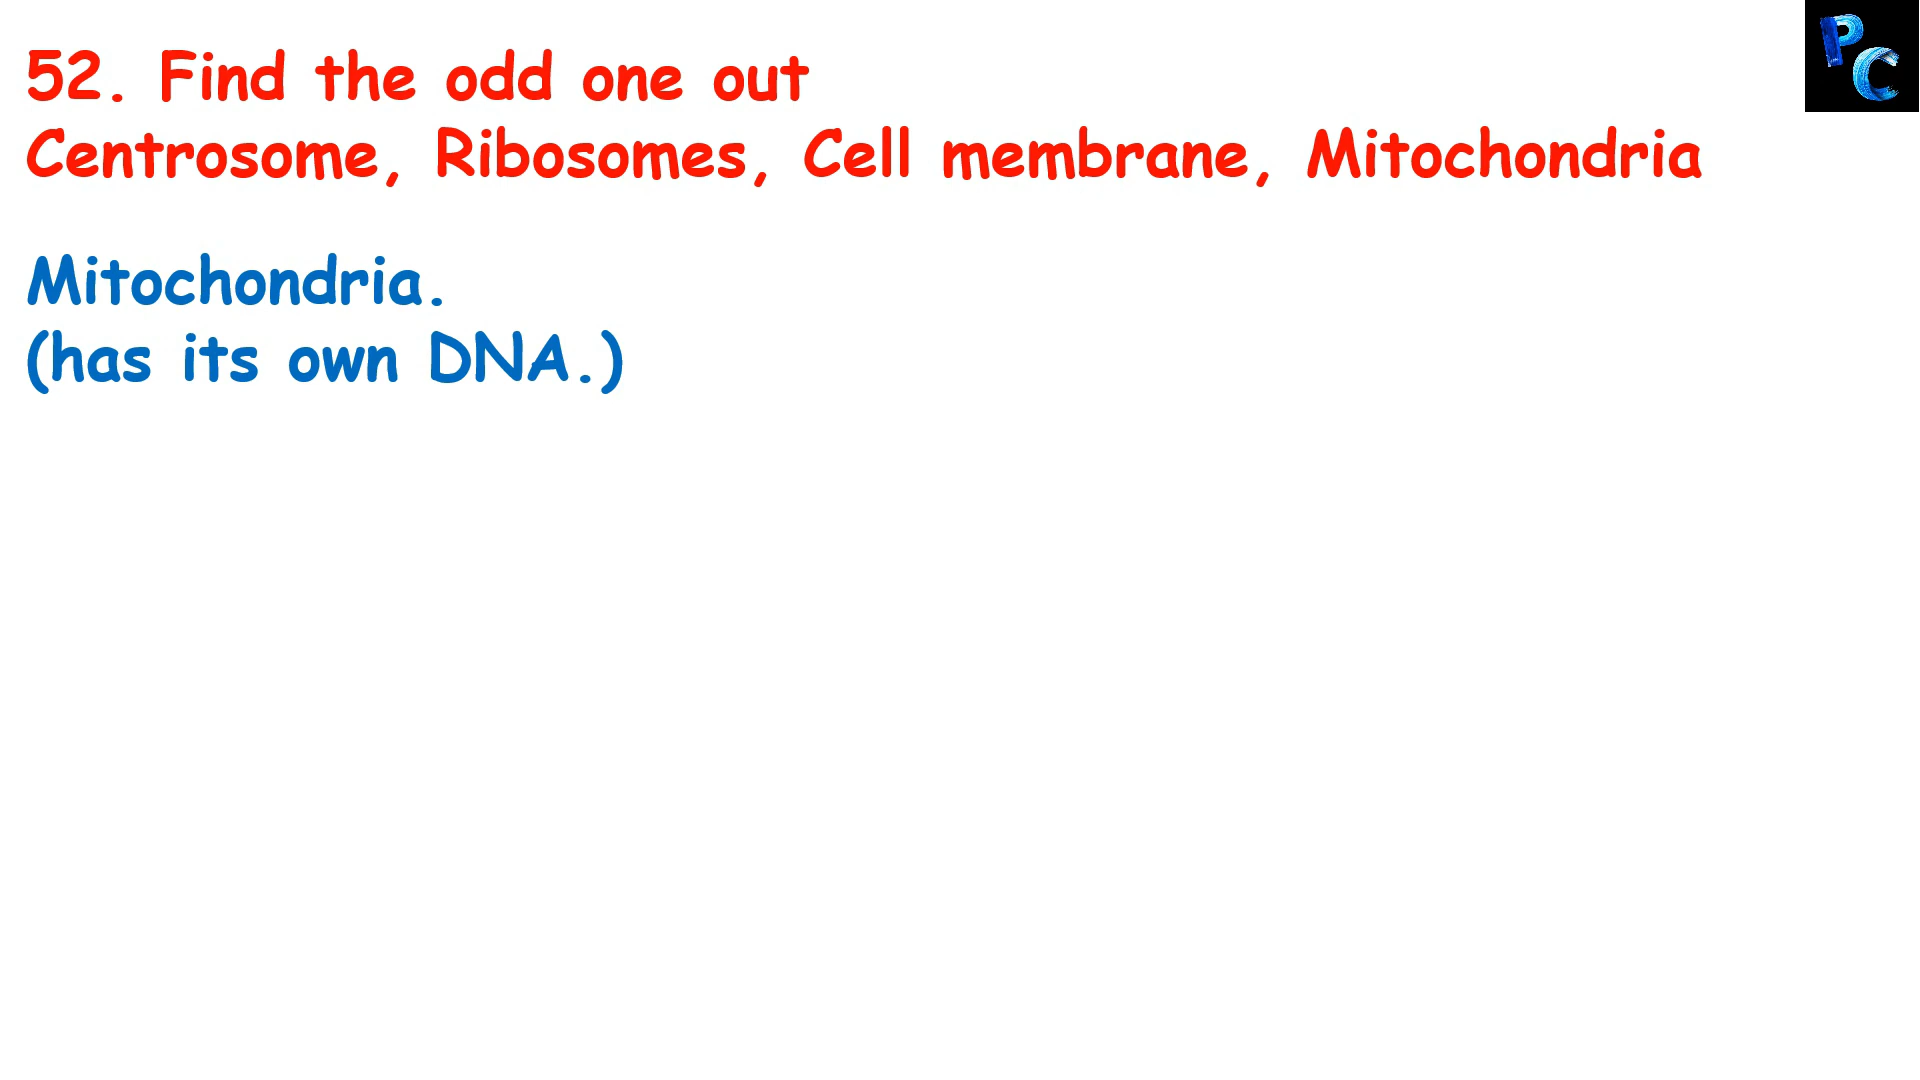 52. Find the odd one out
Centrosome, Ribosomes, Cell membrane, Mitochondria
Mitochondria.
(has its own DNA.)
PC